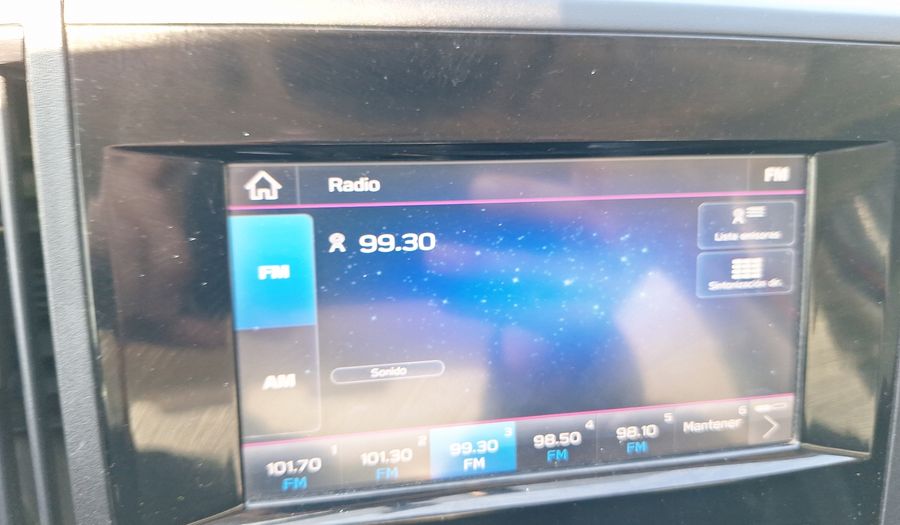 Radio
FM
FM
99.30
Lista emisoras
Sintonización dir.
AM
Sonido
1
101.70
FM
2
101.30
FM
3
99.30
FM
4
98.50
FM
5
98.10
FM
6
Mantener